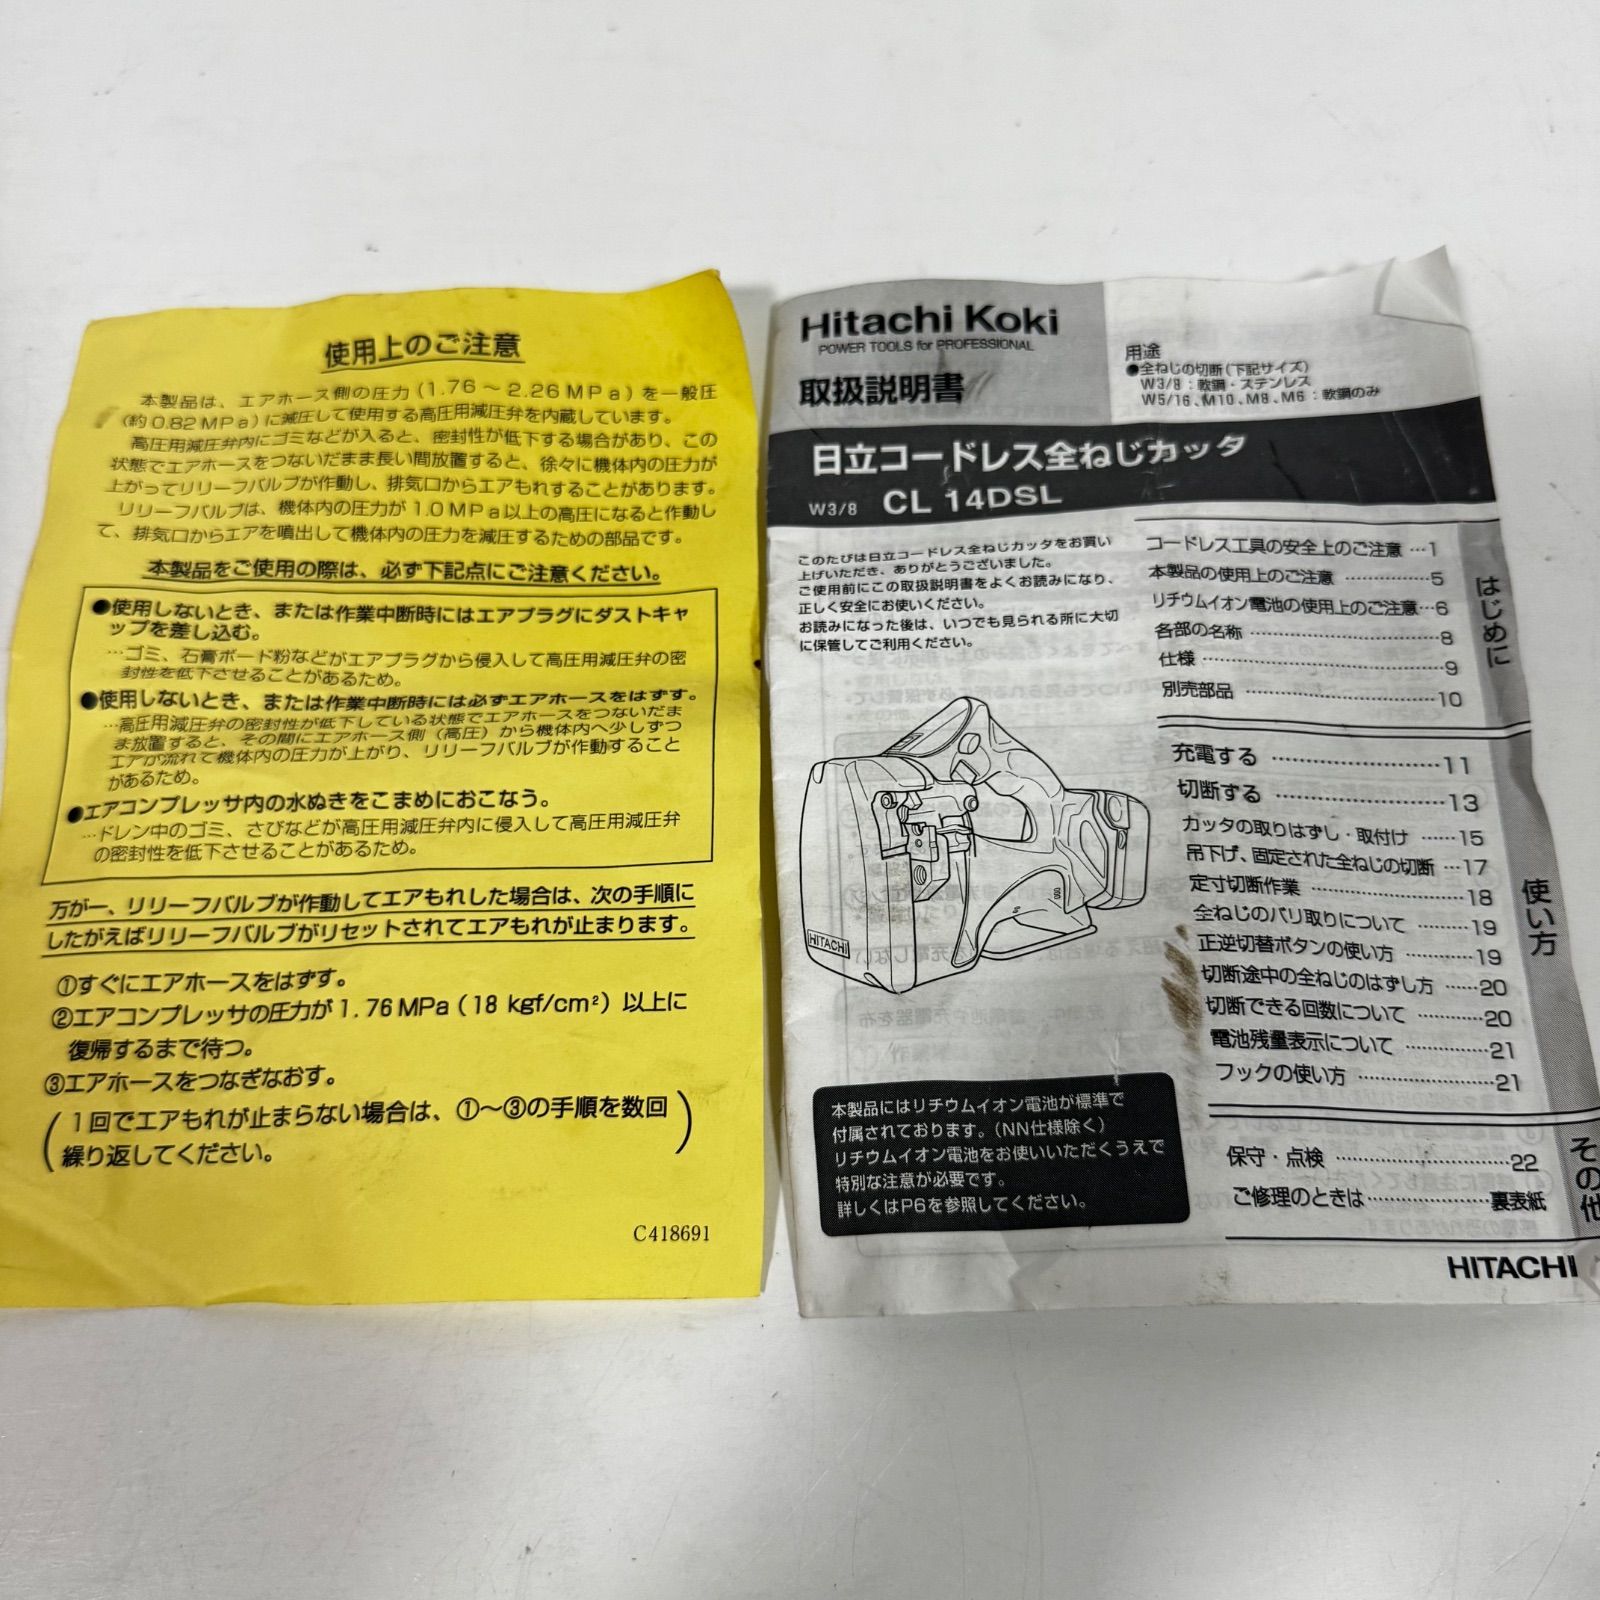 使用上のご注意
本製品は、エアホース側の圧力(1.76～2.26MPa)を一般圧
(約0.82MPa)に減圧して使用する高圧用減圧弁を内蔵しています。
高圧用減圧弁内にゴミなどが入ると、密封性が低下する場合があり、この
状態でエアホースをつないだまま長い間放置すると、徐々に機体内の圧力が
上がってリリーフバルブが作動し、排気口からエアもれすることがあります。
リリーフバルブは、機体内の圧力が1.0MPa以上の高圧になると作動し
て、排気口からエアを噴出して機体内の圧力を減圧するための部品です。
本製品をご使用の際は、必ず下記点にご注意ください。
●使用しないとき、または作業中断時にはエアプラグにダストキャ
ップを差し込む。
…ゴミ、石膏ボード粉などがエアプラグから侵入して高圧用減圧弁の密
封性を低下させることがあるため。
●使用しないとき、または作業中断時には必ずエアホースをはずす。
…高圧用減圧弁の密封性が低下している状態でエアホースをつないだま
ま放置すると、その間にエアホース側(高圧)から機体内へ少しずつ
エアが流れて機体内の圧力が上がり、リリーフバルブが作動すること
があるため。
●エアコンプレッサ内の水ぬきをこまめにおこなう。
…ドレン中のゴミ、さびなどが高圧用減圧弁内に侵入して高圧用減圧弁
の密封性を低下させることがあるため。
万が一、リリーフバルブが作動してエアもれした場合は、次の手順に
したがえばリリーフバルブがリセットされてエアもれが止まります。
①すぐにエアホースをはずす。
②エアコンプレッサの圧力が1.76MPa(18 kgf/cm²)以上に
復帰するまで待つ。
③エアホースをつなぎなおす。
(1回でエアもれが止まらない場合は、①～③の手順を数回
繰り返してください。)
C418691
Hitachi Koki
POWER TOOLS for PROFESSIONAL
取扱説明書
用途
●全ねじの切断(下記サイズ)
W3/8:軟鋼・ステンレス
W5/16、M10、M8、M6:軟鋼のみ
日立コードレス全ねじカッタ
W3/8 CL 14DSL
このたびは日立コードレス全ねじカッタをお買い
上げいただき、ありがとうございました。
ご使用前にこの取扱説明書をよくお読みになり、
正しく安全にお使いください。
お読みになった後は、いつでも見られる所に大切
に保管してご利用ください。
HITACHI
本製品にはリチウムイオン電池が標準で
付属されております。(NN仕様除く)
リチウムイオン電池をお使いいただくうえで
特別な注意が必要です。
詳しくはP6を参照してください。
はじめに
コードレス工具の安全上のご注意…1
本製品の使用上のご注意……………5
リチウムイオン電池の使用上のご注意…6
各部の名称……………………………8
仕様……………………………………9
別売部品………………………………10
使い方
充電する………………………11
切断する………………………13
カッタの取りはずし・取付け……15
吊下げ、固定された全ねじの切断…17
定寸切断作業………………………18
全ねじのバリ取りについて………19
正逆切替ボタンの使い方…………19
切断途中の全ねじのはずし方……20
切断できる回数について…………20
電池残量表示について……………21
フックの使い方……………………21
その他
保守・点検…………………………22
ご修理のときは………………裏表紙
HITACHI